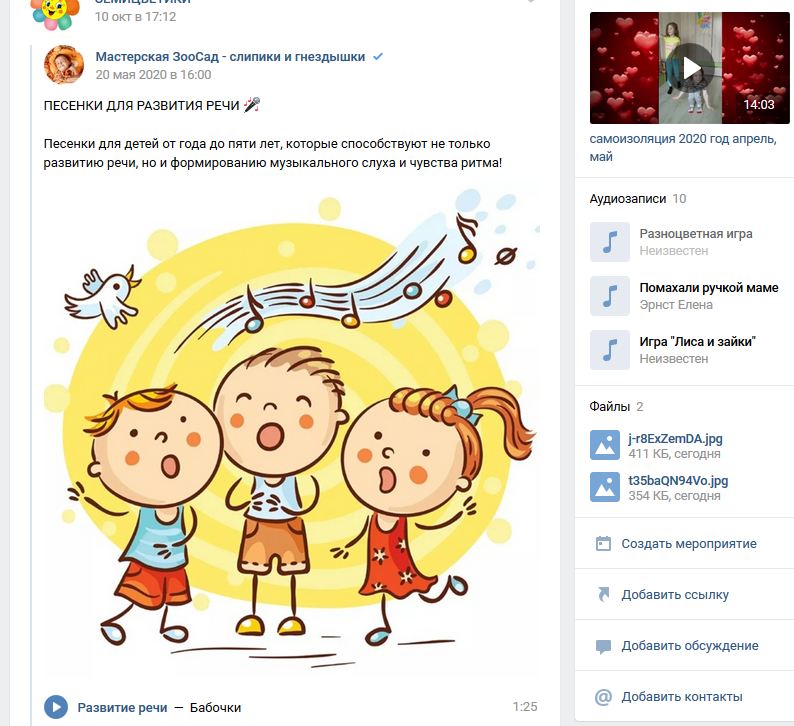 СЕМИЦВЕТИКИ
10 окт в 17:12
Мастерская ЗооСад - слипики и гнездышки
20 мая 2020 в 16:00
ПЕСЕНКИ ДЛЯ РАЗВИТИЯ РЕЧИ 🎤
Песенки для детей от года до пяти лет, которые способствуют не только
развитию речи, но и формированию музыкального слуха и чувства ритма!
Развитие речи — Бабочки
1:25
14:03
самоизоляция 2020 год апрель,
май
Аудиозаписи 10
Разноцветная игра
Неизвестен
Помахали ручкой маме
Эрнст Елена
Игра "Лиса и зайки"
Неизвестен
Файлы 2
j-r8ExZemDA.jpg
411 КБ, сегодня
t35baQN94Vo.jpg
354 КБ, сегодня
Создать мероприятие
Добавить ссылку
Добавить обсуждение
@ Добавить контакты